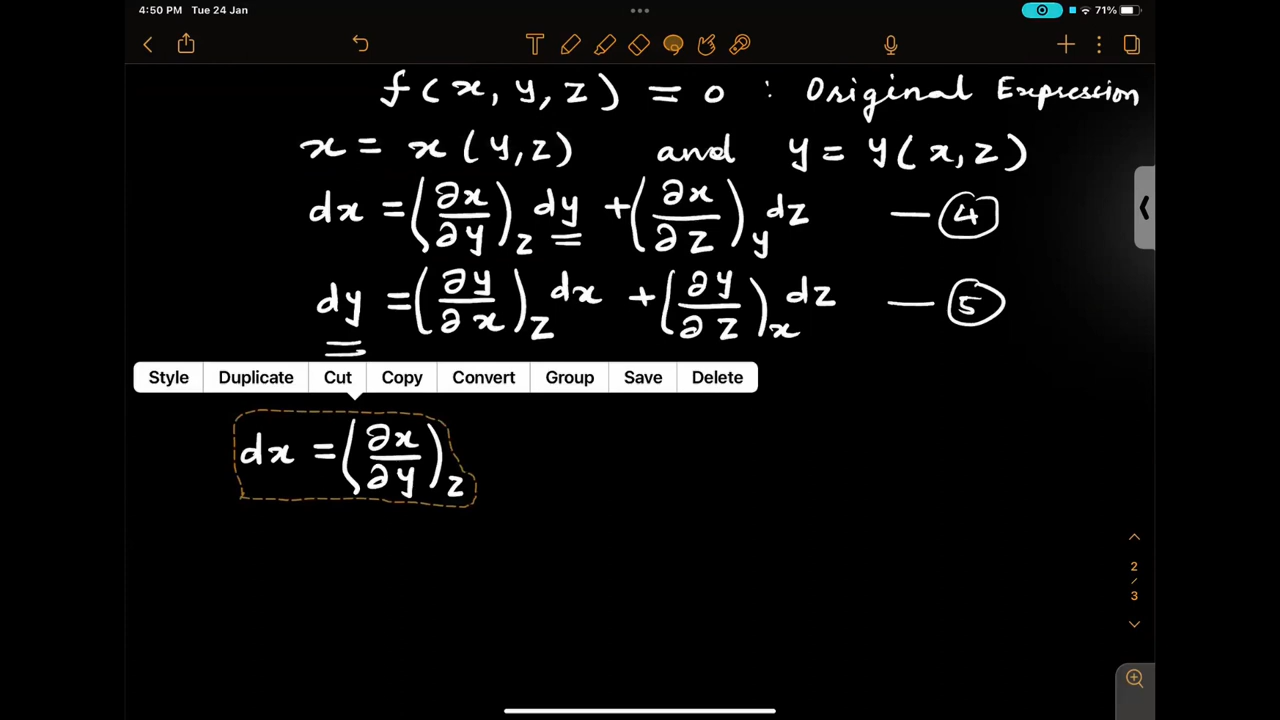 4:50 PM Tue 24 Jan 71%
f(x, y, z) = 0 : Original Expression
x = x(y, z) and y = y(x, z)
dx = (∂x/∂y)_z dy + (∂x/∂z)_y dz — ④
dy = (∂y/∂x)_z dx + (∂y/∂z)_x dz — ⑤
Style Duplicate Cut Copy Convert Group Save Delete
dx = (∂x/∂y)_z
2
/
3